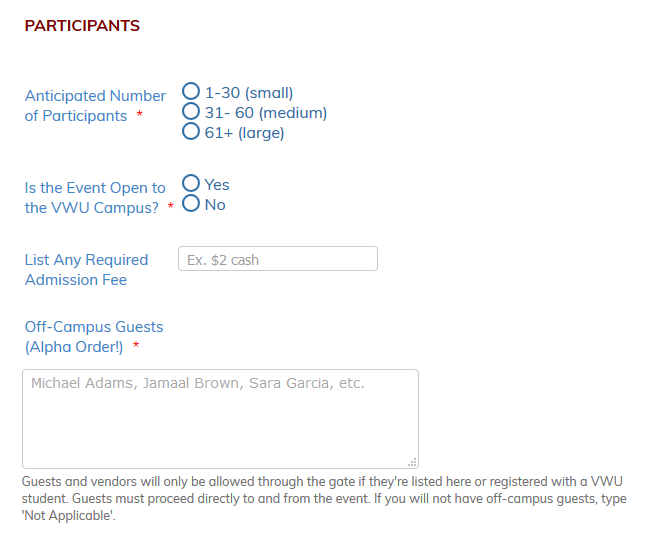 PARTICIPANTS
Anticipated Number
of Participants *
1-30 (small)
31- 60 (medium)
61+ (large)
Is the Event Open to
the VWU Campus? *
Yes
No
List Any Required
Admission Fee
Ex. $2 cash
Off-Campus Guests
(Alpha Order!) *
Michael Adams, Jamaal Brown, Sara Garcia, etc.
Guests and vendors will only be allowed through the gate if they're listed here or registered with a VWU
student. Guests must proceed directly to and from the event. If you will not have off-campus guests, type
'Not Applicable'.